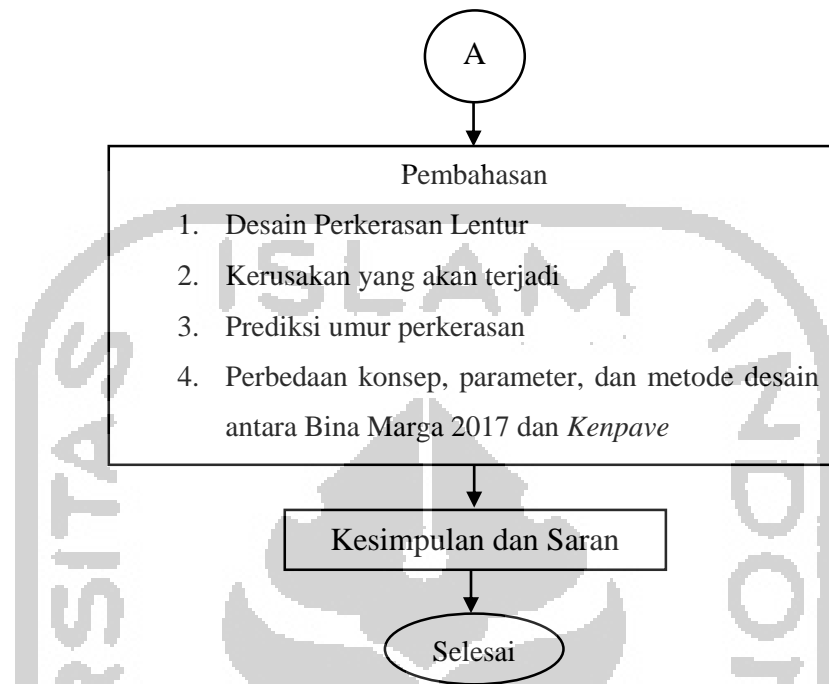 A
Pembahasan
1. Desain Perkerasan Lentur
2. Kerusakan yang akan terjadi
3. Prediksi umur perkerasan
4. Perbedaan konsep, parameter, dan metode desain
antara Bina Marga 2017 dan Kenpave
Kesimpulan dan Saran
Selesai
ISLAM